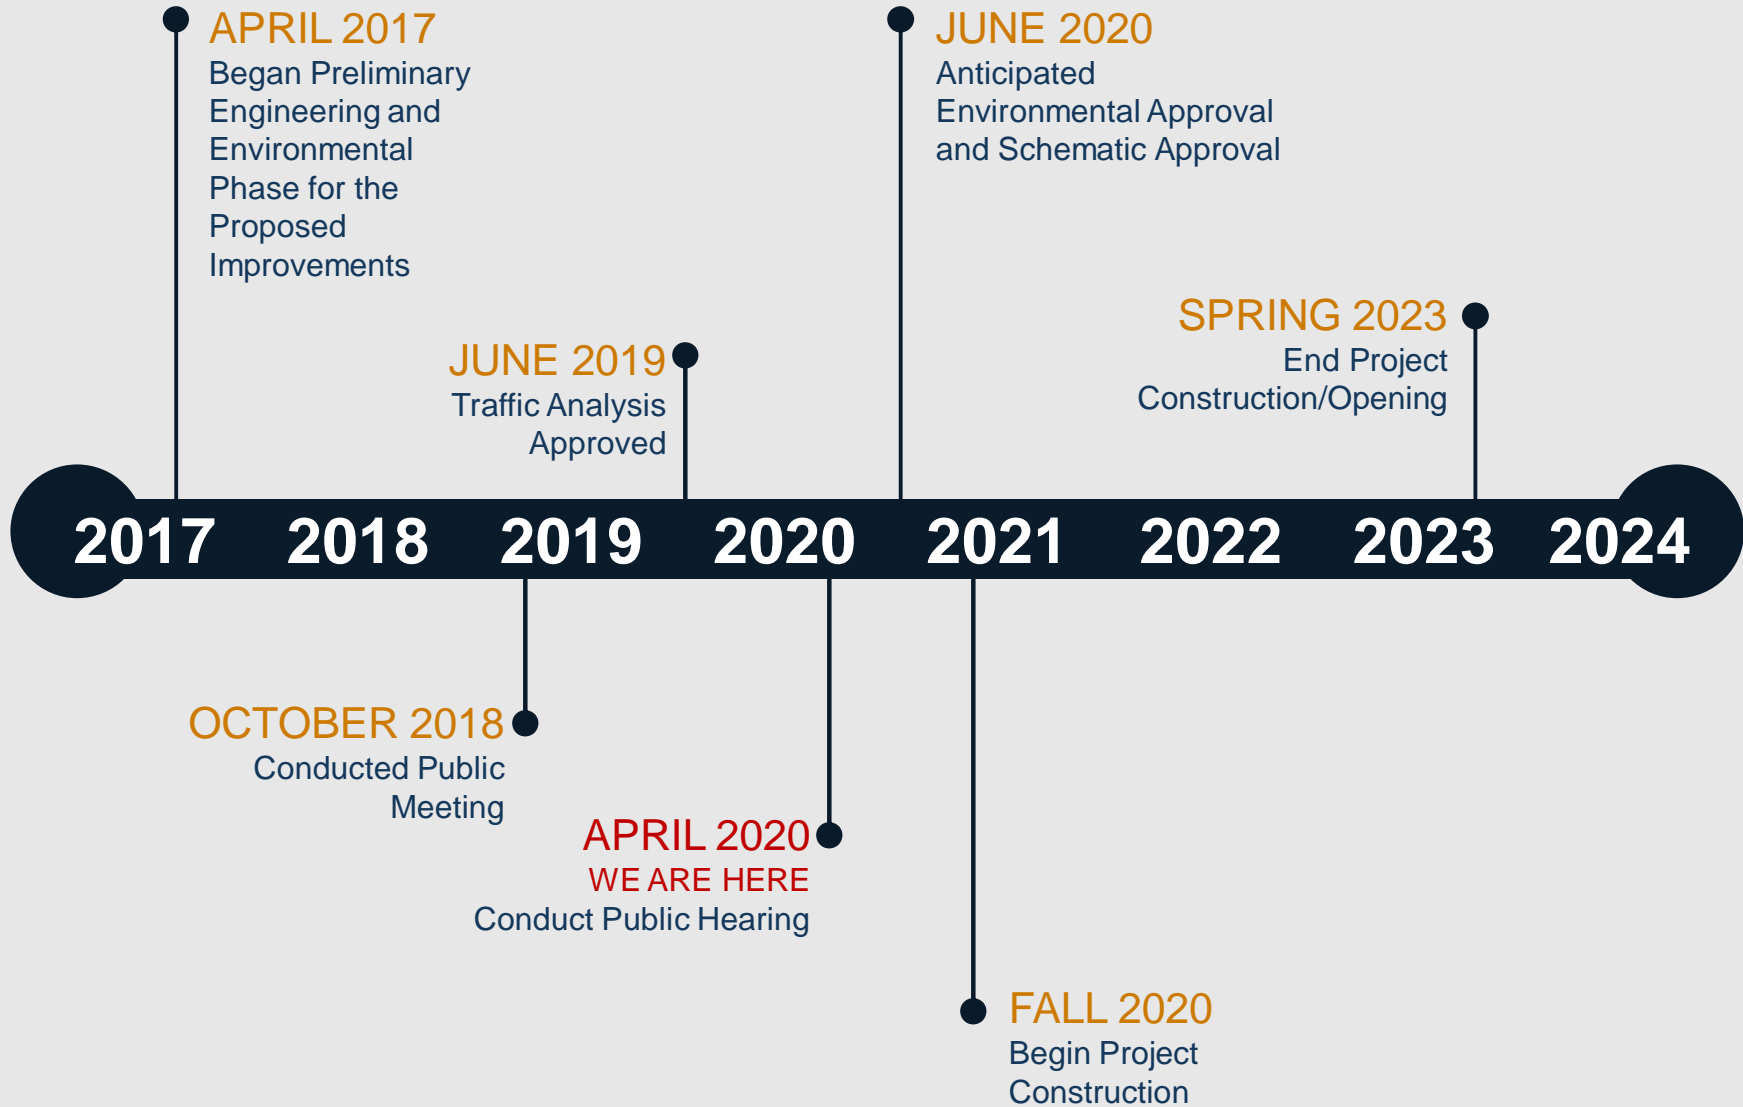 APRIL 2017
Began Preliminary
Engineering and
Environmental
Phase for the
Proposed
Improvements
JUNE 2020
Anticipated
Environmental Approval
and Schematic Approval
SPRING 2023
End Project
Construction/Opening
JUNE 2019
Traffic Analysis
Approved
2017 2018 2019 2020 2021 2022 2023 2024
OCTOBER 2018
Conducted Public
Meeting
APRIL 2020
WE ARE HERE
Conduct Public Hearing
FALL 2020
Begin Project
Construction